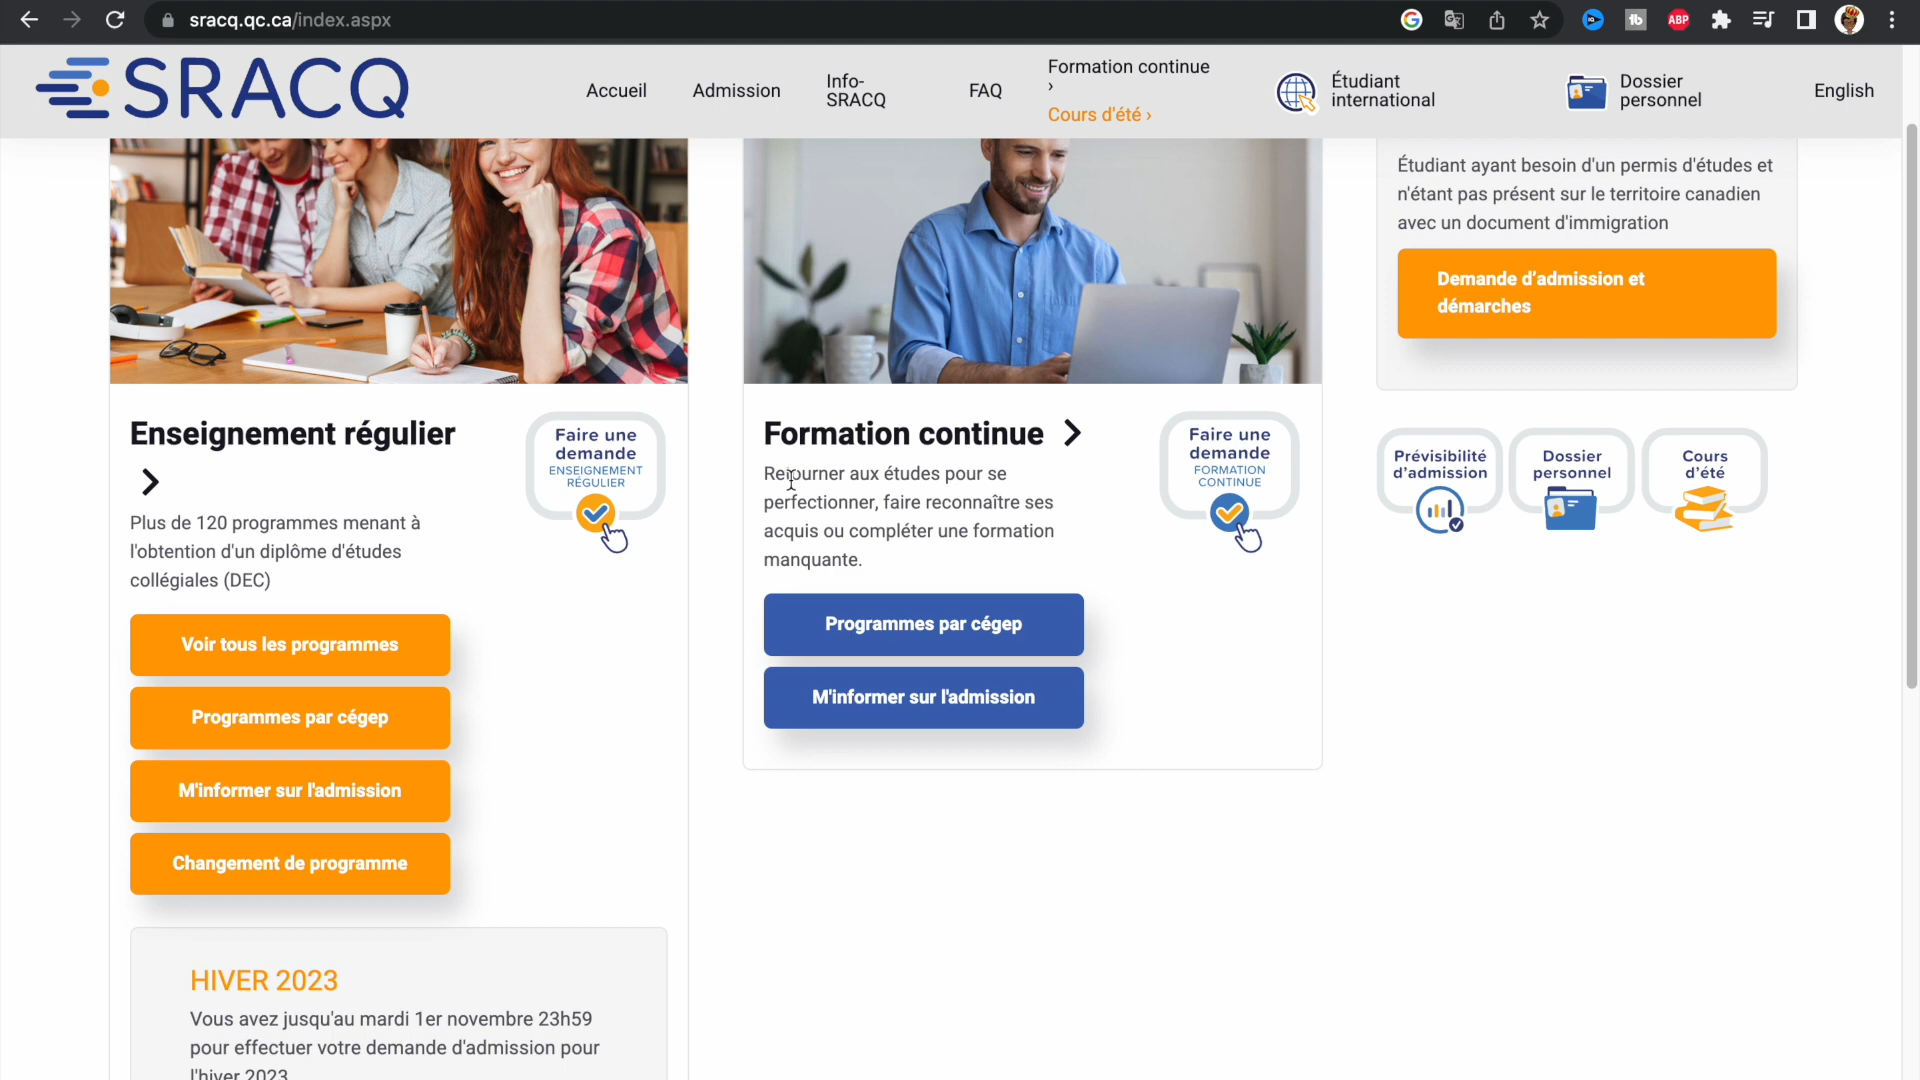 sracq.qc.ca/index.aspx
ABP
SRACQ
Accueil
Admission
Info-
SRACQ
FAQ
Formation continue
›
Cours d'été ›
Étudiant
international
Dossier
personnel
English
Enseignement régulier
Faire une
demande
ENSEIGNEMENT
RÉGULIER
Plus de 120 programmes menant à
l'obtention d'un diplôme d'études
collégiales (DEC)
Voir tous les programmes
Programmes par cégep
M'informer sur l'admission
Changement de programme
HIVER 2023
Vous avez jusqu'au mardi 1er novembre 23h59
pour effectuer votre demande d'admission pour
l'hiver 2023
Formation continue
Faire une
demande
FORMATION
CONTINUE
Retourner aux études pour se
perfectionner, faire reconnaître ses
acquis ou compléter une formation
manquante.
Programmes par cégep
M'informer sur l'admission
Étudiant ayant besoin d'un permis d'études et
n'étant pas présent sur le territoire canadien
avec un document d'immigration
Demande d’admission et
démarches
Prévisibilité
d’admission
Dossier
personnel
Cours
d’été